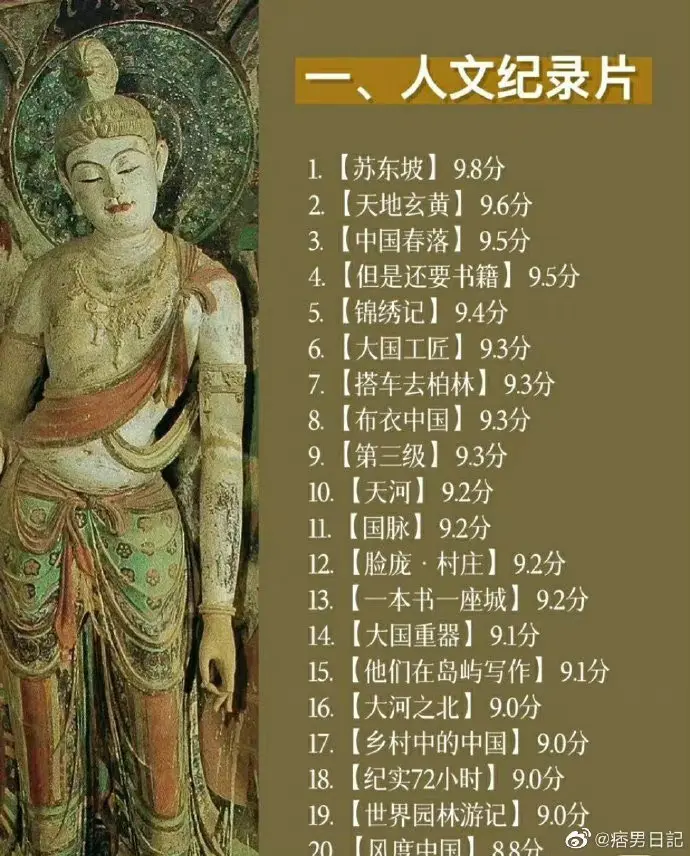 一、人文纪录片
1.【苏东坡】9.8分
2.【天地玄黄】9.6分
3.【中国春落】9.5分
4.【但是还要书籍】9.5分
5.【锦绣记】9.4分
6.【大国工匠】9.3分
7.【搭车去柏林】9.3分
8.【布衣中国】9.3分
9.【第三级】9.3分
10.【天河】9.2分
11.【国脉】9.2分
12.【脸庞·村庄】9.2分
13.【一本书一座城】9.2分
14.【大国重器】9.1分
15.【他们在岛屿写作】9.1分
16.【大河之北】9.0分
17.【乡村中的中国】9.0分
18.【纪实72小时】9.0分
19.【世界园林游记】9.0分
20.【风度中国】8.8分
@痞男日記